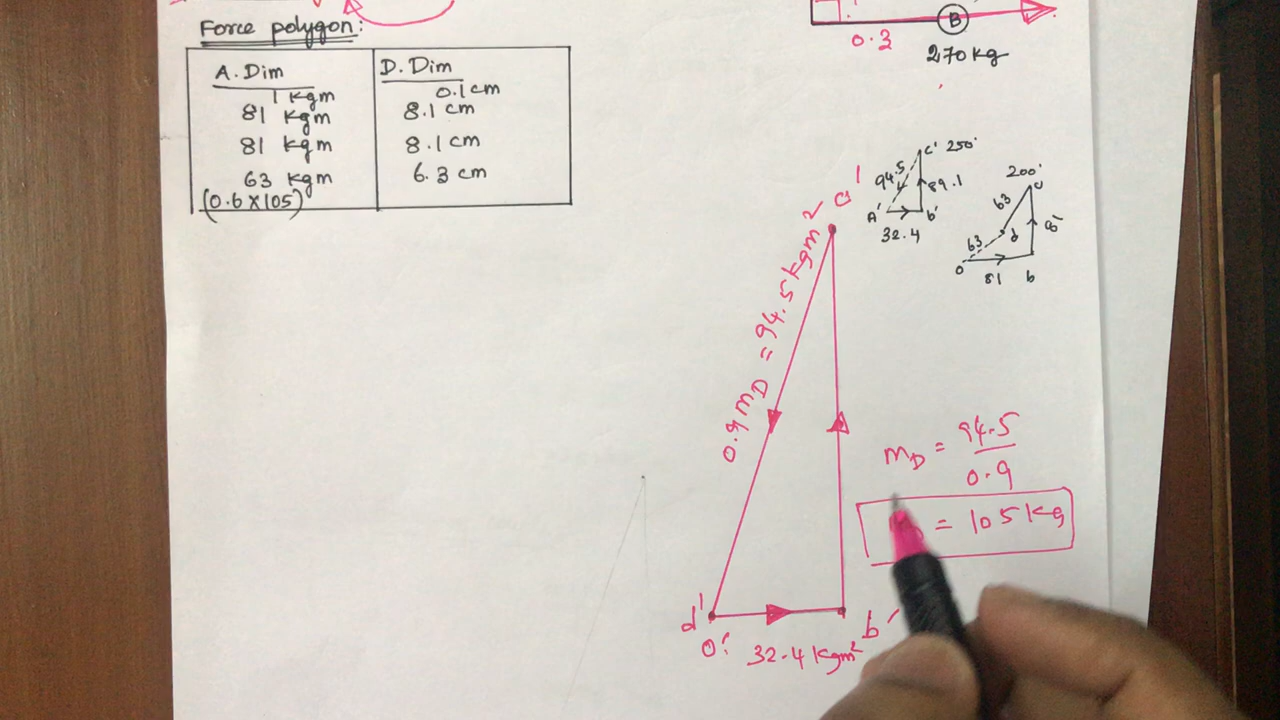 Force polygon:
A. Dim
D. Dim
1 kgm
0.1 cm
81 kgm
8.1 cm
81 kgm
8.1 cm
63 kgm
6.3 cm
(0.6×105)
0.3
B
270 kg
c' 250°
94.5
89.1
A'
b'
32.4
200°
63
d
63
o
81
b
c'
0.9 mD = 94.5 kgm²
mD = 94.5
0.9
= 105 kg
d'
o'
b'
32.4 kgm²